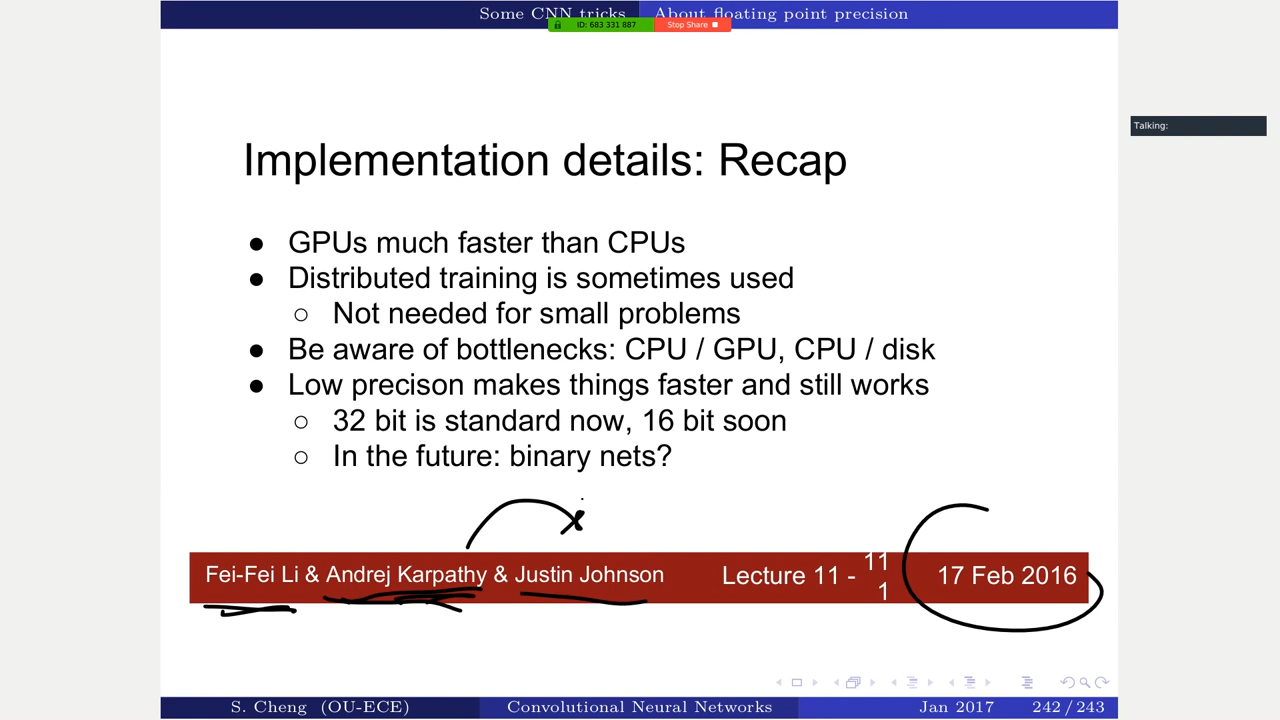 Some CNN tricks About floating point precision
ID: 683 331 887 Stop Share
Talking:
Implementation details: Recap
● GPUs much faster than CPUs
● Distributed training is sometimes used
○ Not needed for small problems
● Be aware of bottlenecks: CPU / GPU, CPU / disk
● Low precison makes things faster and still works
○ 32 bit is standard now, 16 bit soon
○ In the future: binary nets?
Fei-Fei Li & Andrej Karpathy & Justin Johnson Lecture 11 - 11
1 17 Feb 2016
S. Cheng (OU-ECE) Convolutional Neural Networks Jan 2017 242 / 243